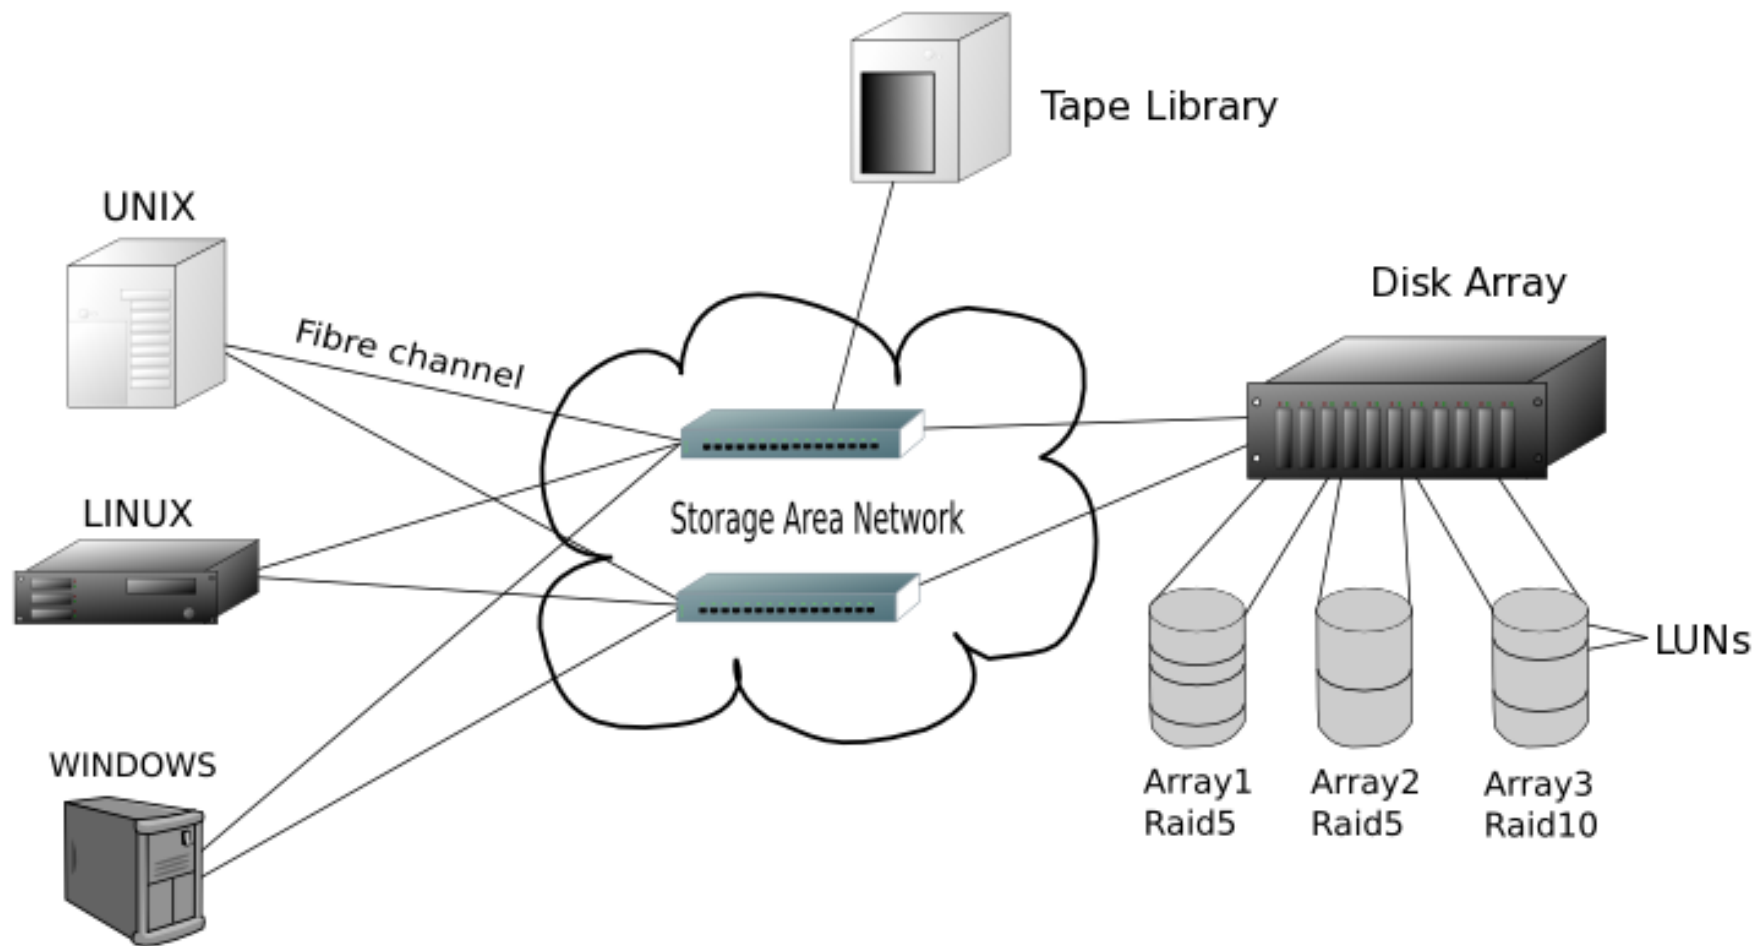 Tape Library
UNIX
Fibre channel
Disk Array
LINUX
Storage Area Network
LUNs
WINDOWS
Array1
Raid5
Array2
Raid5
Array3
Raid10